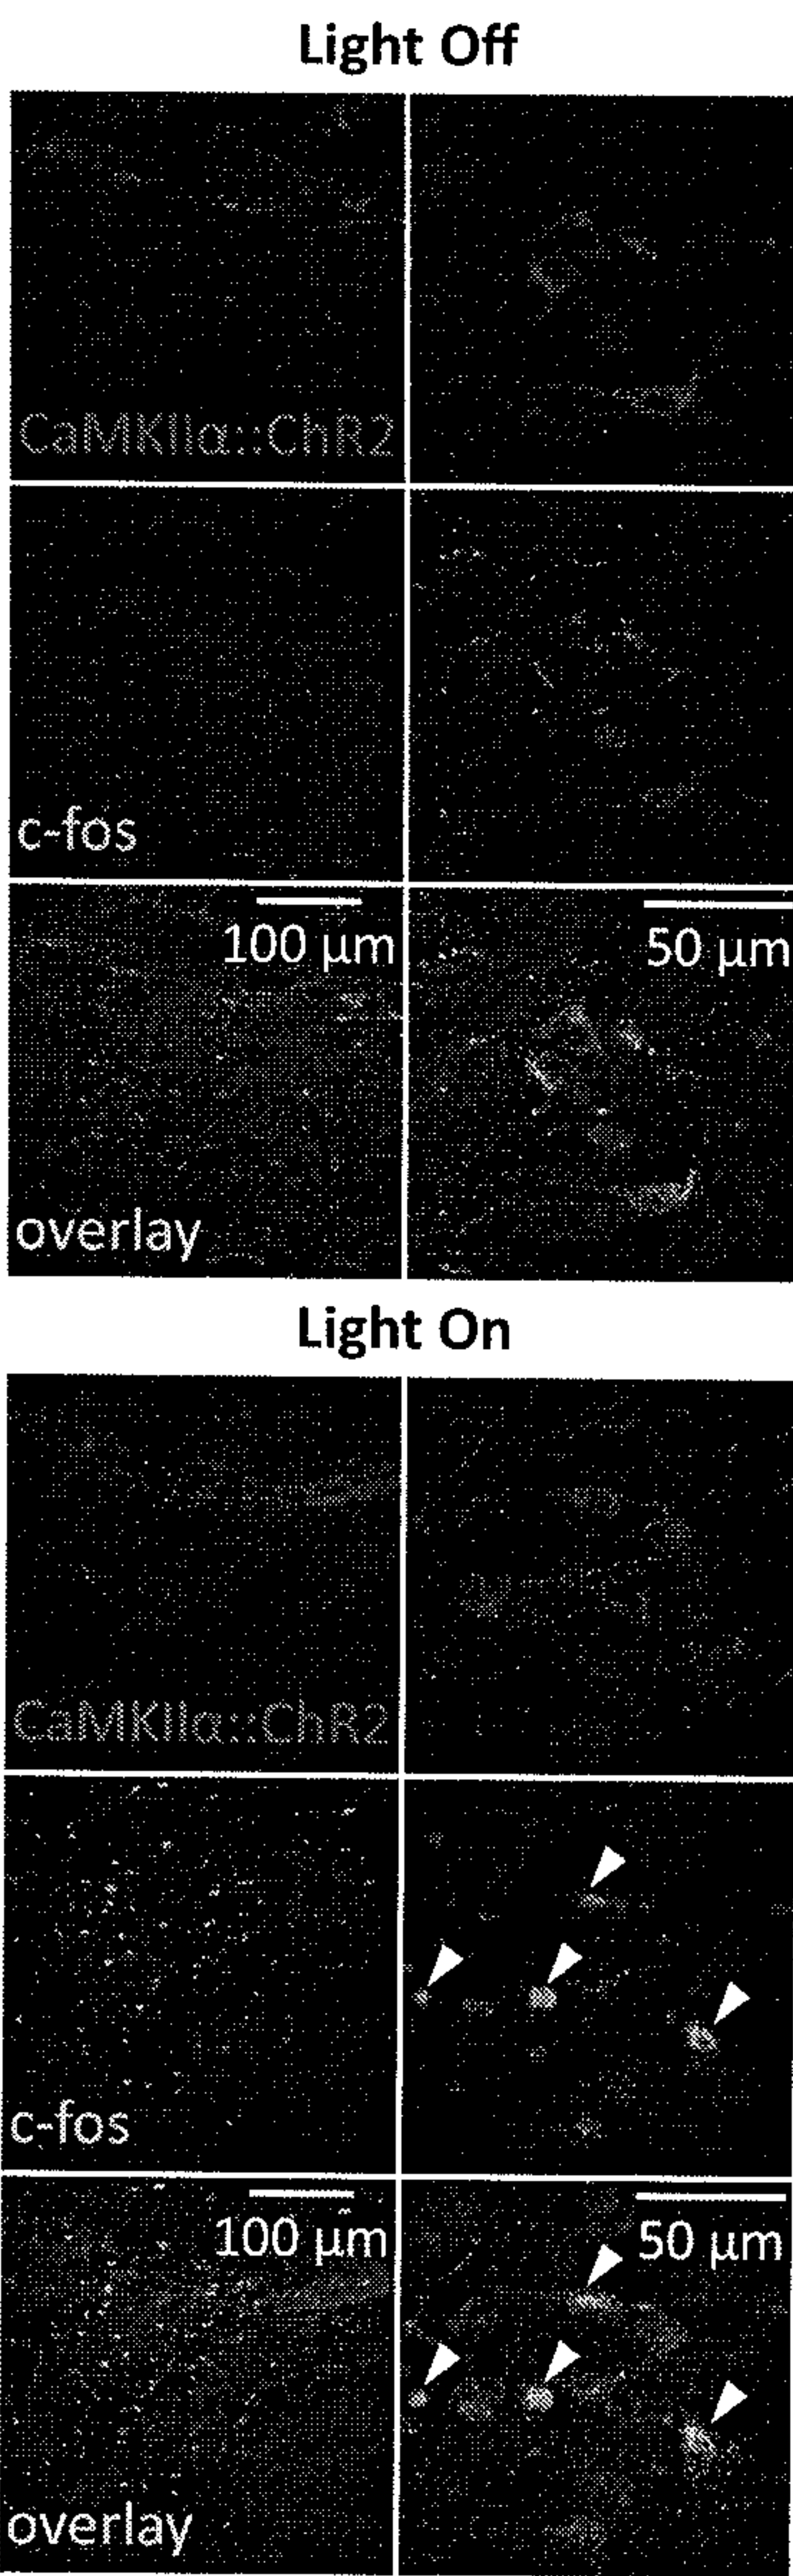 Light Off
CaMKIIα::ChR2
c-fos
100 μm
50 μm
overlay
Light On
CaMKIIα::ChR2
c-fos
100 μm
50 μm
overlay